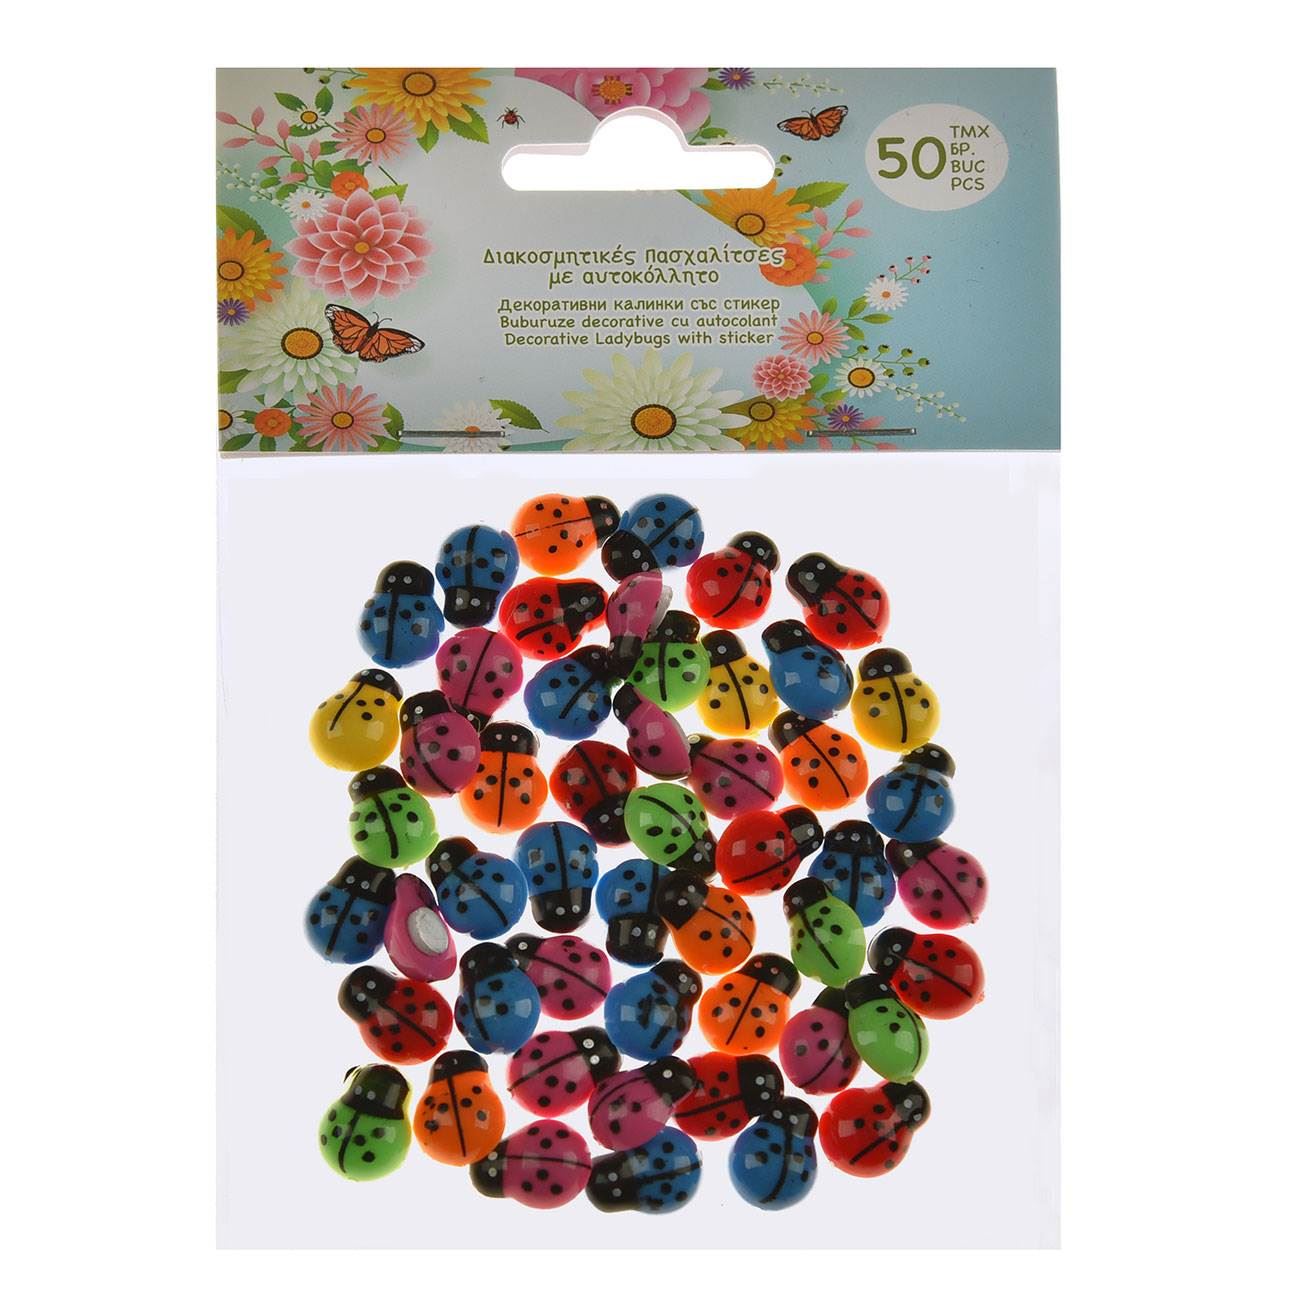 50
ΤΜΧ
БР.
BUC
PCS
Διακοσμητικές Πασχαλίτσες
με αυτοκόλλητο
Декоративни калинки със стикер
Buburuze decorative cu autocolant
Decorative Ladybugs with sticker